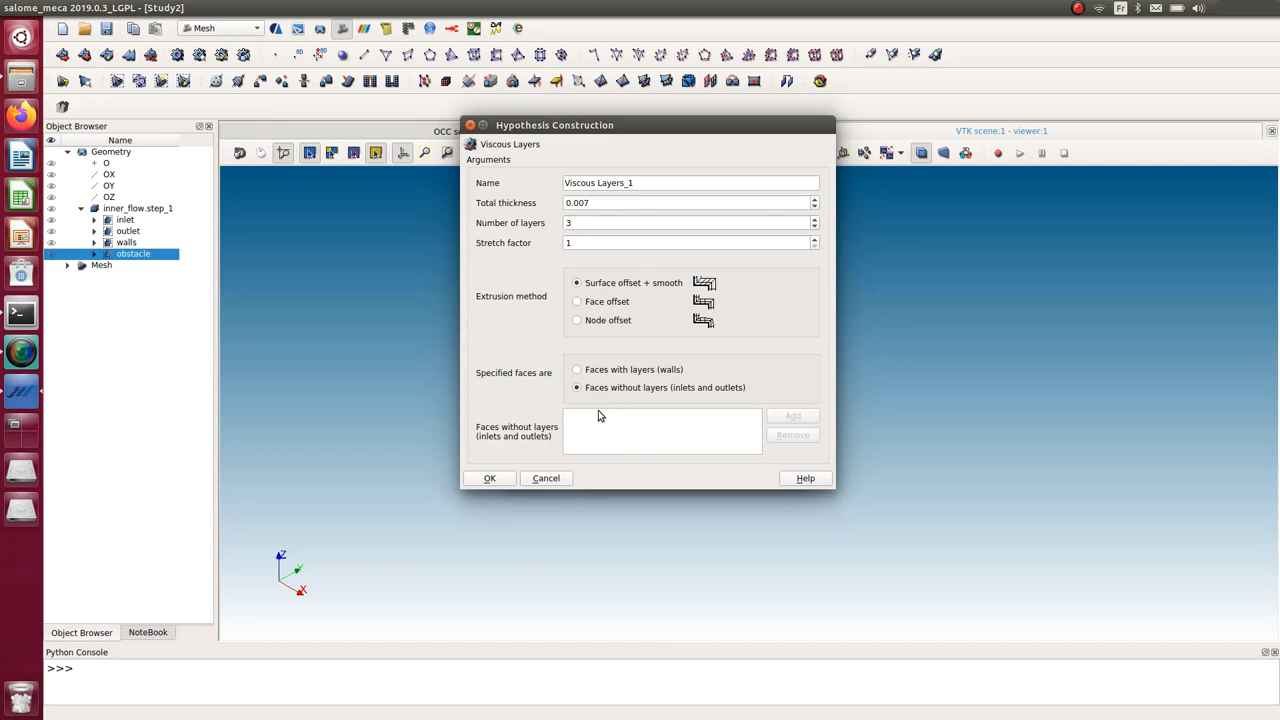 salome_meca 2019.0.3_LGPL - [Study2]
Fr
Mesh
Object Browser
Name
Geometry
O
OX
OY
OZ
inner_flow.step_1
inlet
outlet
walls
obstacle
Mesh
OCC s
VTK scene:1 - viewer:1
Hypothesis Construction
Viscous Layers
Arguments
Name
Viscous Layers_1
Total thickness
0.007
Number of layers
3
Stretch factor
1
Extrusion method
Surface offset + smooth
Face offset
Node offset
Specified faces are
Faces with layers (walls)
Faces without layers (inlets and outlets)
Faces without layers
(inlets and outlets)
Add
Remove
OK
Cancel
Help
Z
Y
X
Object Browser
NoteBook
Python Console
>>>